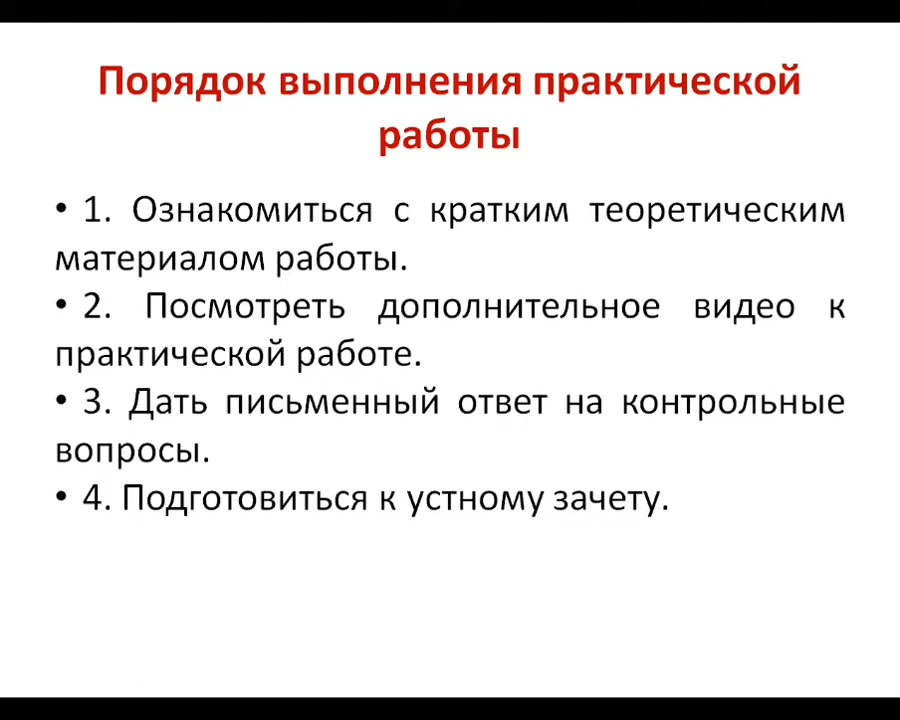 Порядок выполнения практической
работы
• 1. Ознакомиться с кратким теоретическим
материалом работы.
• 2. Посмотреть дополнительное видео к
практической работе.
• 3. Дать письменный ответ на контрольные
вопросы.
• 4. Подготовиться к устному зачету.